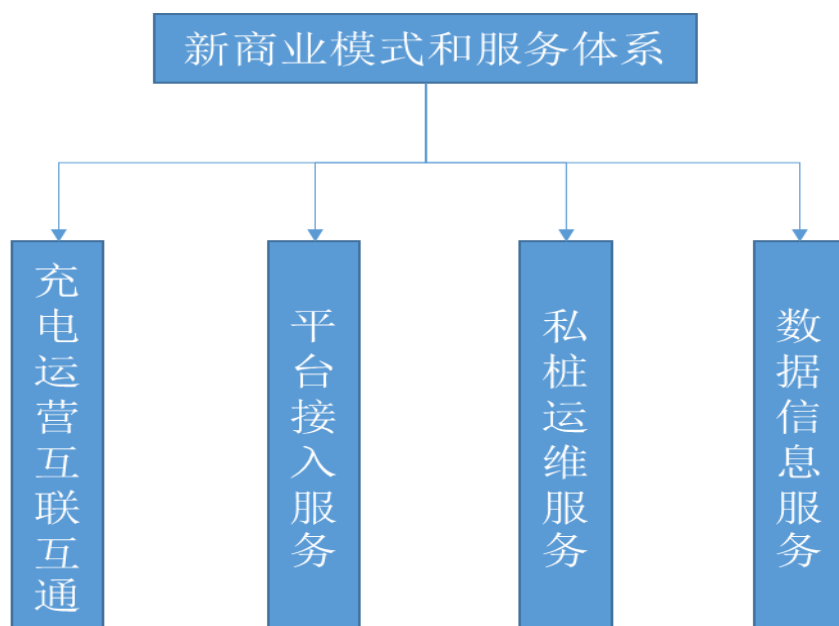 新商业模式和服务体系
充电运营互联互通
平台接入服务
私桩运维服务
数据信息服务